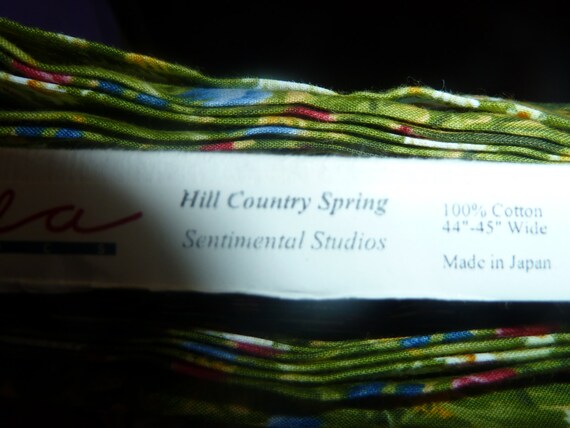 Hill Country Spring
Sentimental Studios
100% Cotton
44"-45" Wide
Made in Japan